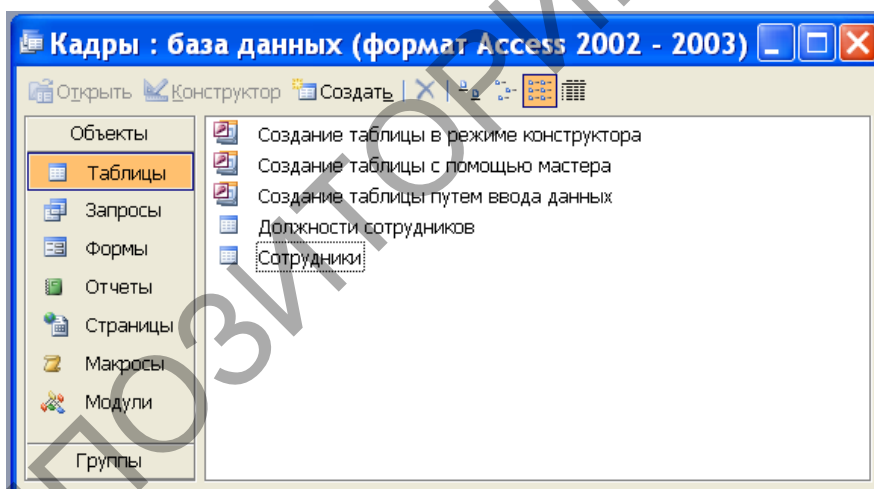 Кадры : база данных (формат Access 2002 - 2003)
Открыть Конструктор Создать
Объекты
Таблицы
Запросы
Формы
Отчеты
Страницы
Макросы
Модули
Группы
Создание таблицы в режиме конструктора
Создание таблицы с помощью мастера
Создание таблицы путем ввода данных
Должности сотрудников
Сотрудники
ПОЗИТОРИ